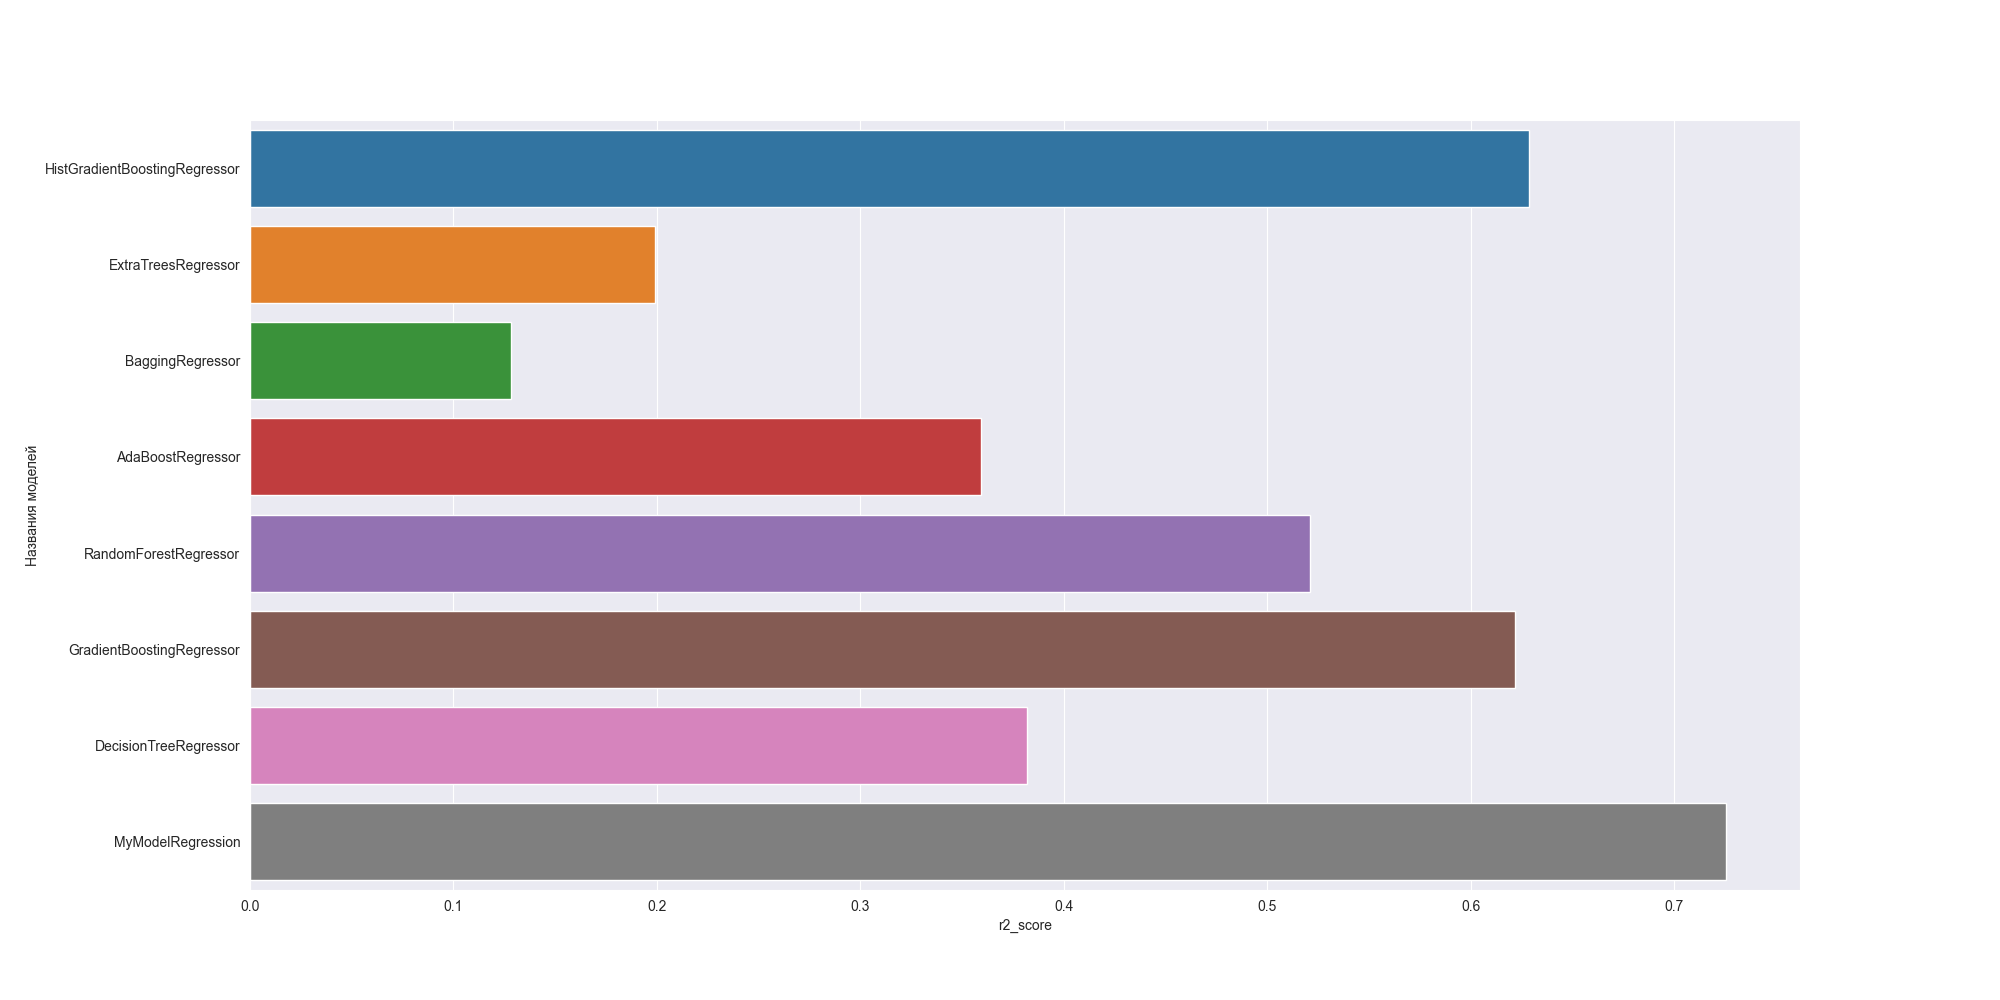 Названия моделей
HistGradientBoostingRegressor
ExtraTreesRegressor
BaggingRegressor
AdaBoostRegressor
RandomForestRegressor
GradientBoostingRegressor
DecisionTreeRegressor
MyModelRegression
0.0 0.1 0.2 0.3 0.4 0.5 0.6 0.7
r2_score